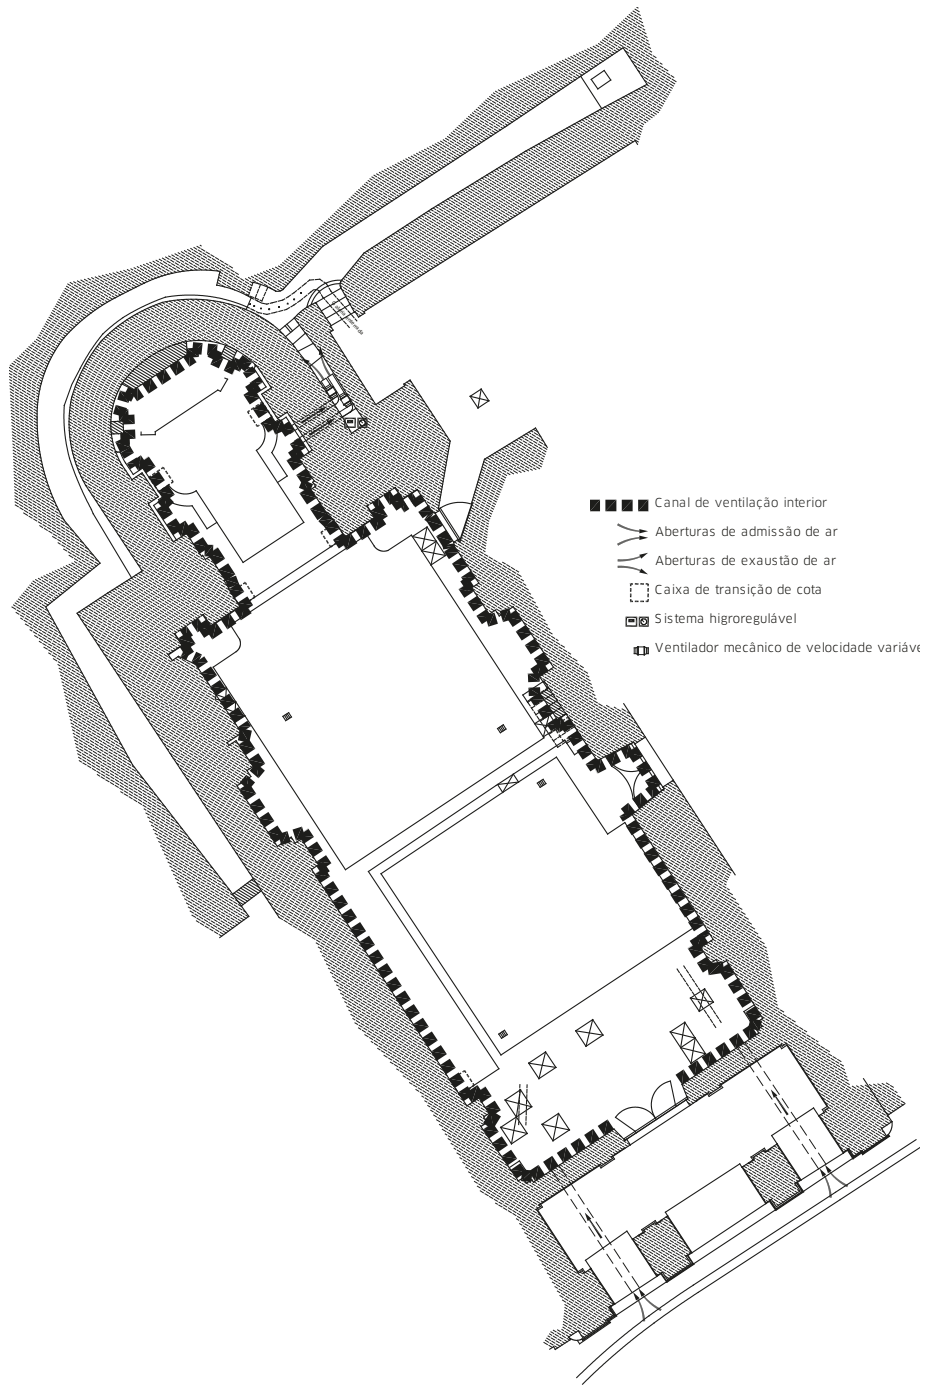 Canal de ventilação interior
Aberturas de admissão de ar
Aberturas de exaustão de ar
Caixa de transição de cota
Sistema higroregulável
Ventilador mecânico de velocidade variáve